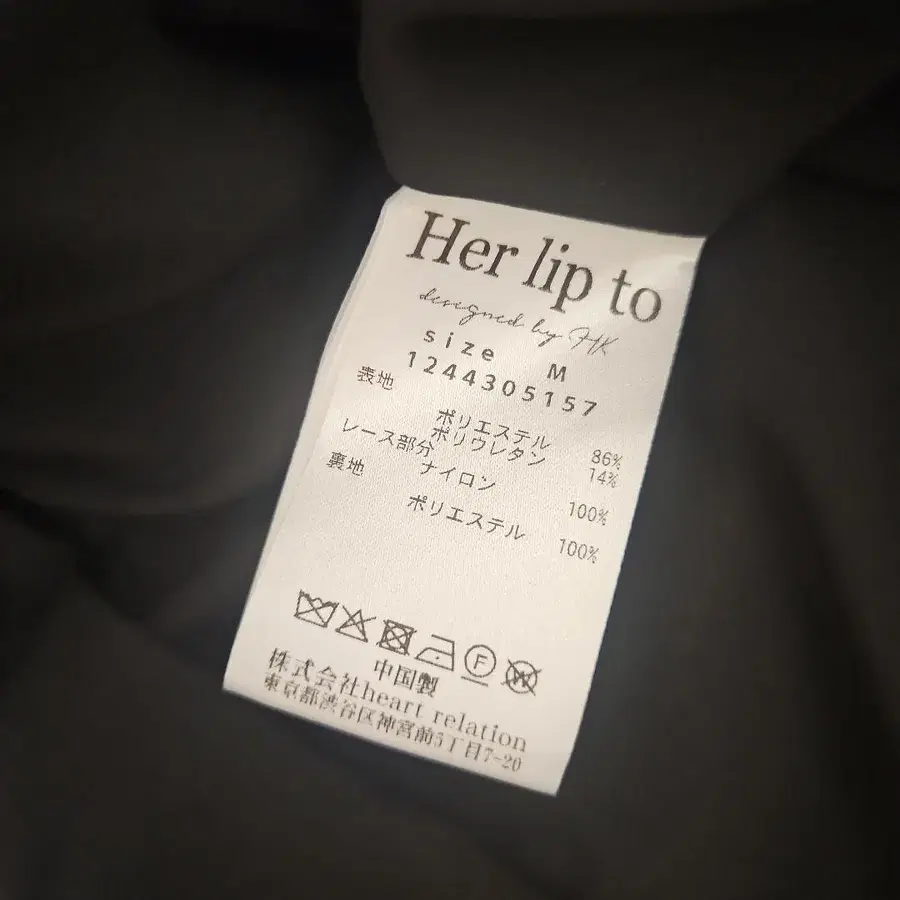 Her lip to
designed by HK
size M
1244305157
表地
ポリエステル 86%
ポリウレタン 14%
レース部分
ナイロン 100%
裏地
ポリエステル 100%
F
W
中国製
株式会社heart relation
東京都渋谷区神宮前5丁目7-20